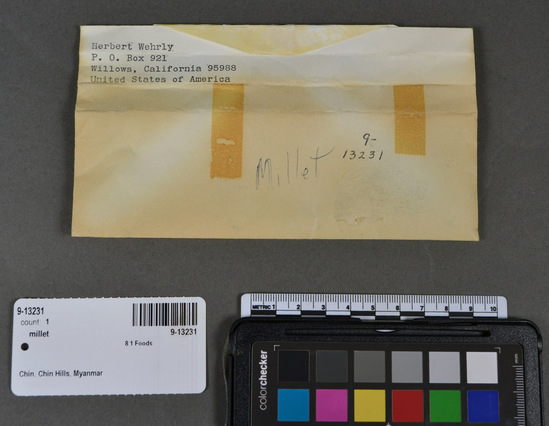 Herbert Wehrly
P. O. Box 921
Willows, California 95988
United States of America
9-
13231
Millet
9-13231
count 1
9-13231
millet
8.1 Foods
Chin, Chin Hills, Myanmar
METRIC 1 2 3 4 5 6 7 8 9 10
colorchecker
mm